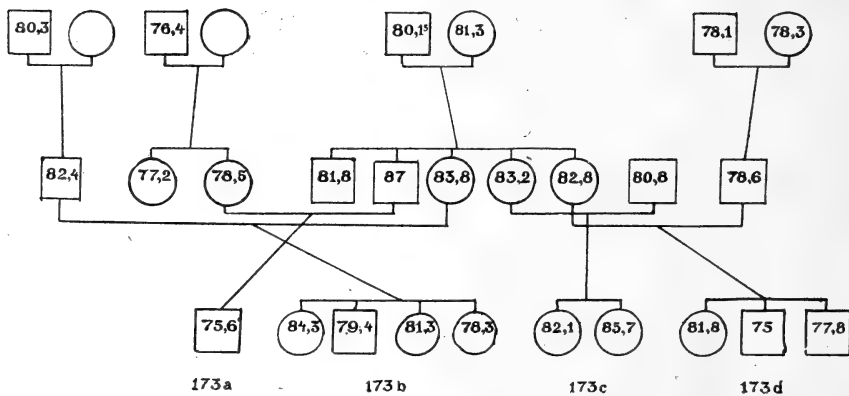 80,3 76,4 80,1⁵ 81,3 78,1 78,3
82,4 77,2 78,5 81,8 87 83,8 83,2 82,8 80,8 78,6
75,6 84,3 79,4 81,3 78,3 82,1 85,7 81,8 75 77,8
173a 173b 173c 173d